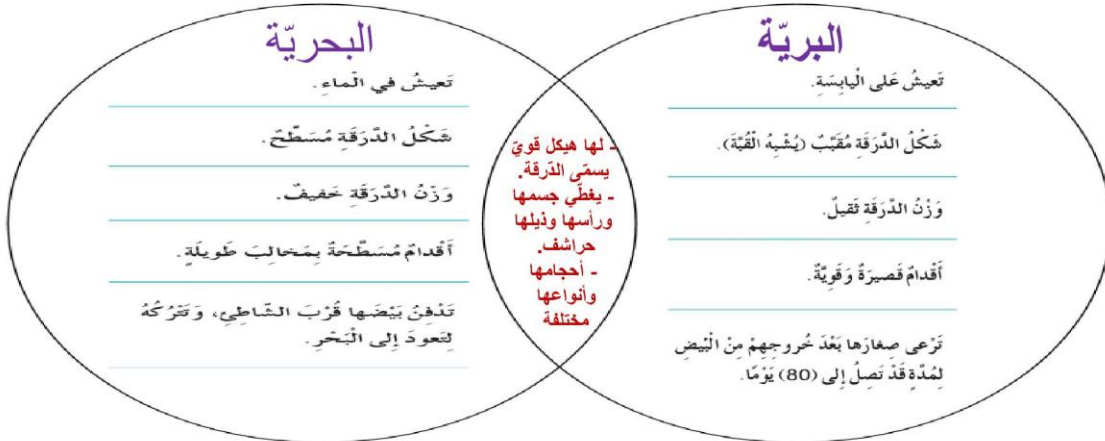 البريّة
تَعيشُ عَلى الْيابِسَةِ.
شَكْلُ الدَّرَقَةِ مُقَبَّبٌ (يُشْبِهُ الْقُبَّةَ).
وَزْنُ الدَّرَقَةِ ثَقيلٌ.
أَقْدامٌ قَصيرَةٌ وَقَوِيَّةٌ.
تَرْعى صِغارَها بَعْدَ خُروجِهِمْ مِنَ الْبَيْضِ
لِمُدَّةٍ قَدْ تَصِلُ إِلى (80) يَوْمًا.
- لها هيكل قويّ
يسمّى الدّرقة.
- يغطّي جسمها
ورأسها وذيلها
حراشف.
- أحجامها
وأنواعها
مختلفة
البحريّة
تَعيشُ في الْماءِ.
شَكْلُ الدَّرَقَةِ مُسَطَّحٌ.
وَزْنُ الدَّرَقَةِ خَفيفٌ.
أَقْدامٌ مُسَطَّحَةٌ بِمَخالِبَ طَويلَةٍ.
تَدْفِنُ بَيْضَها قُرْبَ الشّاطِئِ، وَتَتْرُكُهُ
لِتَعودَ إِلى الْبَحْرِ.